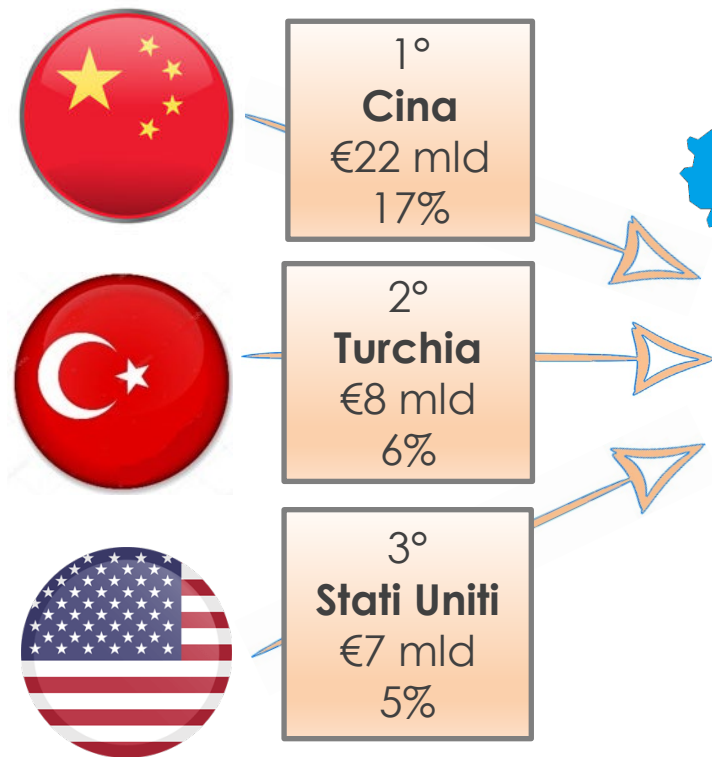 1°
Cina
€22 mld
17%
2°
Turchia
€8 mld
6%
3°
Stati Uniti
€7 mld
5%